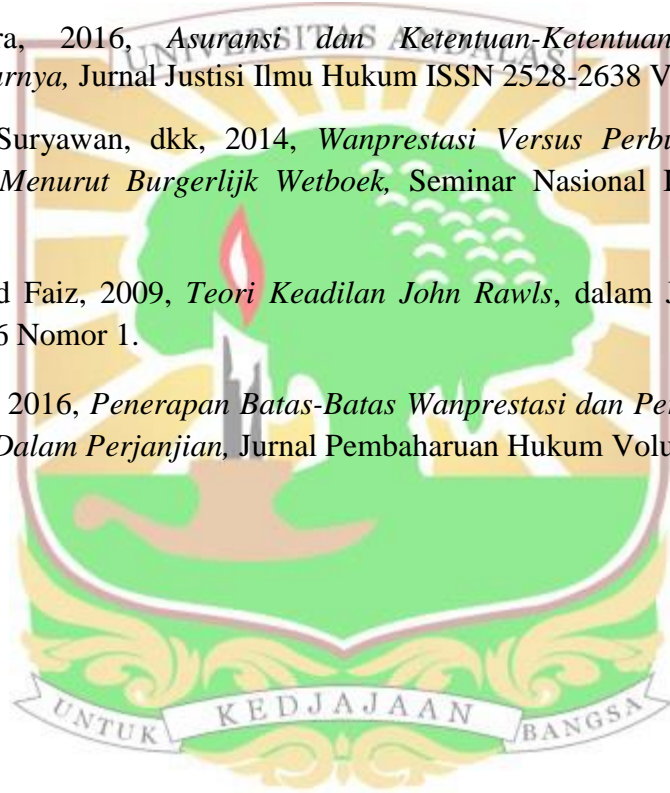 ra, 2016, Asuransi dan Ketentuan-Ketentuan
urnya, Jurnal Justisi Ilmu Hukum ISSN 2528-2638 V
UNIVERSITAS ANDALAS
Suryawan, dkk, 2014, Wanprestasi Versus Perbu
Menurut Burgerlijk Wetboek, Seminar Nasional
d Faiz, 2009, Teori Keadilan John Rawls, dalam J
6 Nomor 1.
2016, Penerapan Batas-Batas Wanprestasi dan Pe
Dalam Perjanjian, Jurnal Pembaharuan Hukum Volu
UNTUK KEDJAJAAN BANGSA